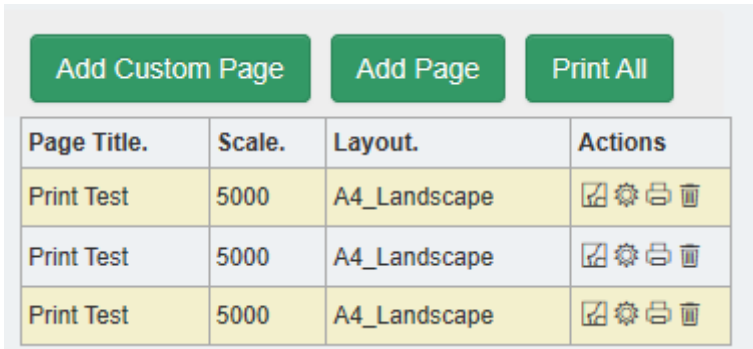 Add Custom Page Add Page Print All
Page Title. Scale. Layout. Actions
Print Test 5000 A4_Landscape
Print Test 5000 A4_Landscape
Print Test 5000 A4_Landscape